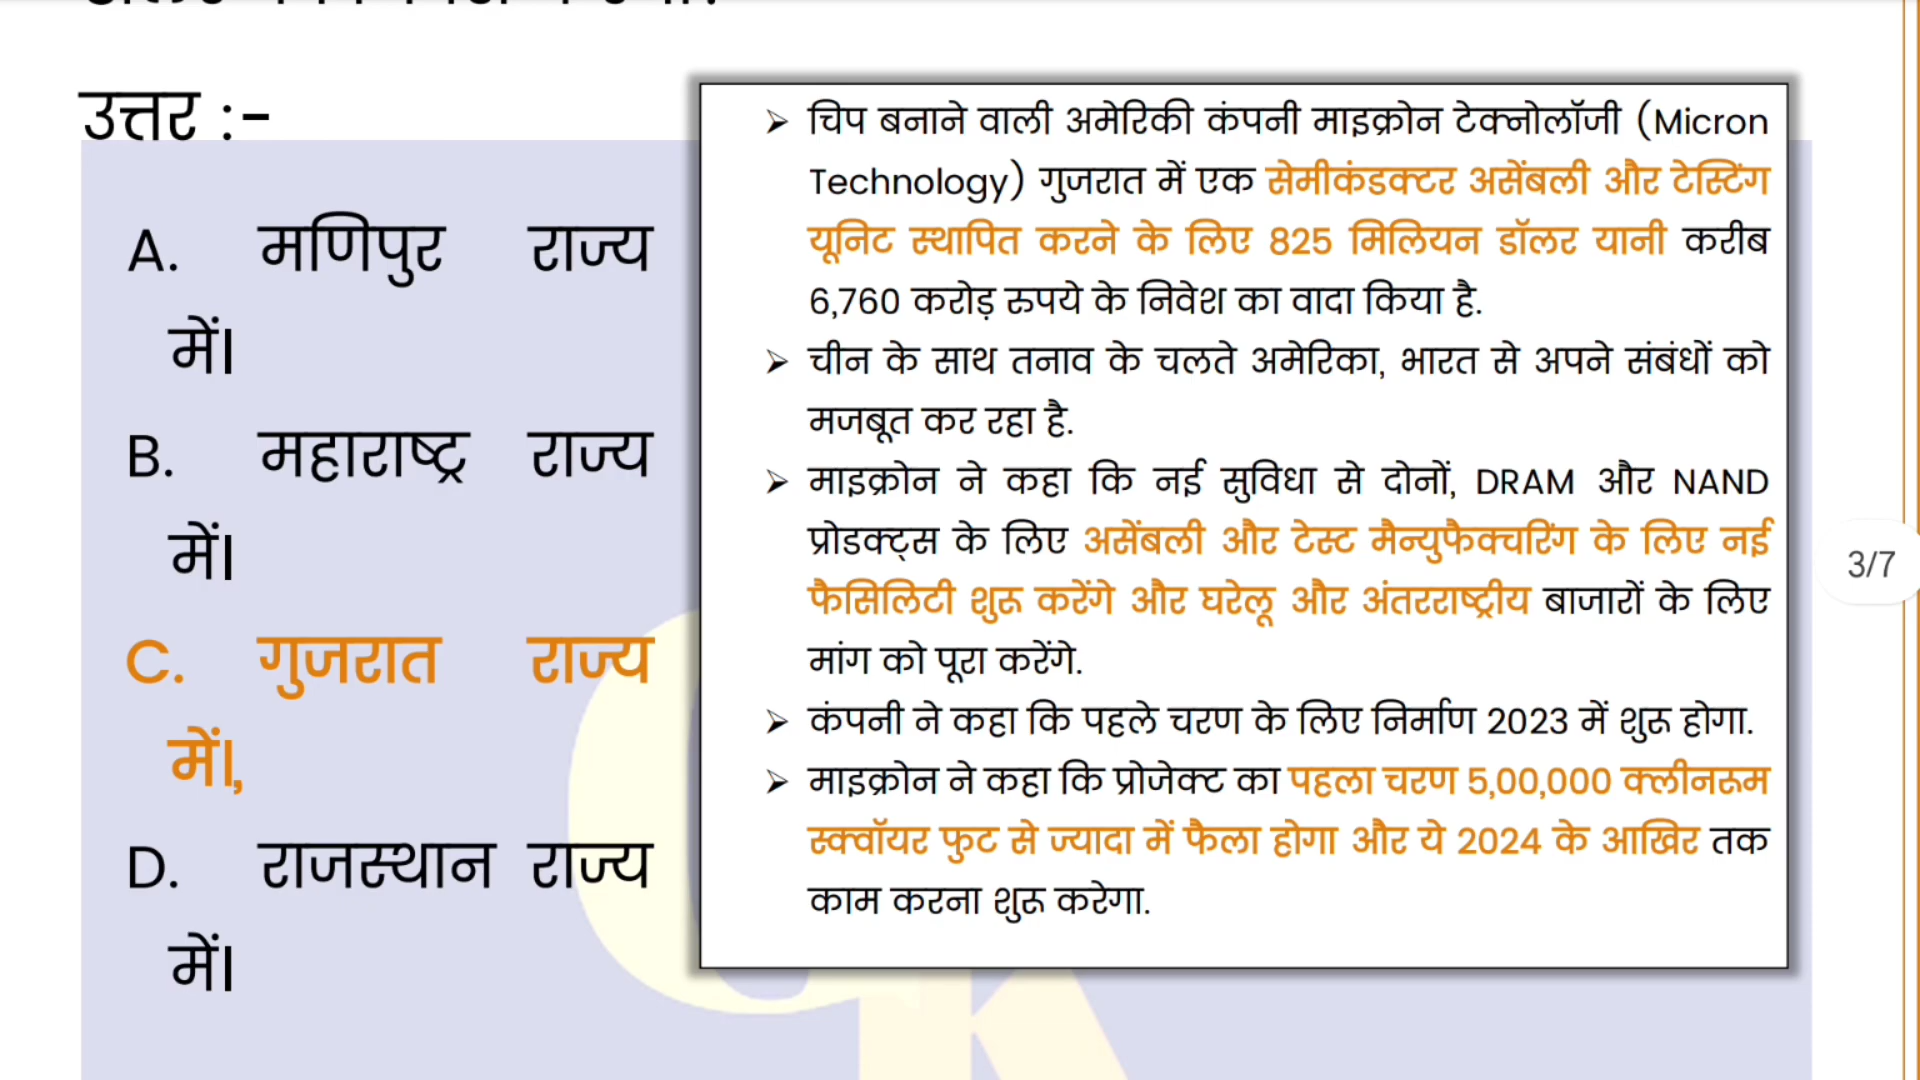 उत्तर :-
A. मणिपुर राज्य
में।
B. महाराष्ट्र राज्य
में।
C. गुजरात राज्य
में।,
D. राजस्थान राज्य
में।
➢ चिप बनाने वाली अमेरिकी कंपनी माइक्रोन टेक्नोलॉजी (Micron
Technology) गुजरात में एक सेमीकंडक्टर असेंबली और टेस्टिंग
यूनिट स्थापित करने के लिए 825 मिलियन डॉलर यानी करीब
6,760 करोड़ रुपये के निवेश का वादा किया है.
➢ चीन के साथ तनाव के चलते अमेरिका, भारत से अपने संबंधों को
मजबूत कर रहा है.
➢ माइक्रोन ने कहा कि नई सुविधा से दोनों, DRAM और NAND
प्रोडक्ट्स के लिए असेंबली और टेस्ट मैन्युफैक्चरिंग के लिए नई
फैसिलिटी शुरू करेंगे और घरेलू और अंतरराष्ट्रीय बाजारों के लिए
मांग को पूरा करेंगे.
➢ कंपनी ने कहा कि पहले चरण के लिए निर्माण 2023 में शुरू होगा.
➢ माइक्रोन ने कहा कि प्रोजेक्ट का पहला चरण 5,00,000 क्लीनरूम
स्क्वॉयर फुट से ज्यादा में फैला होगा और ये 2024 के आखिर तक
काम करना शुरू करेगा.
3/7